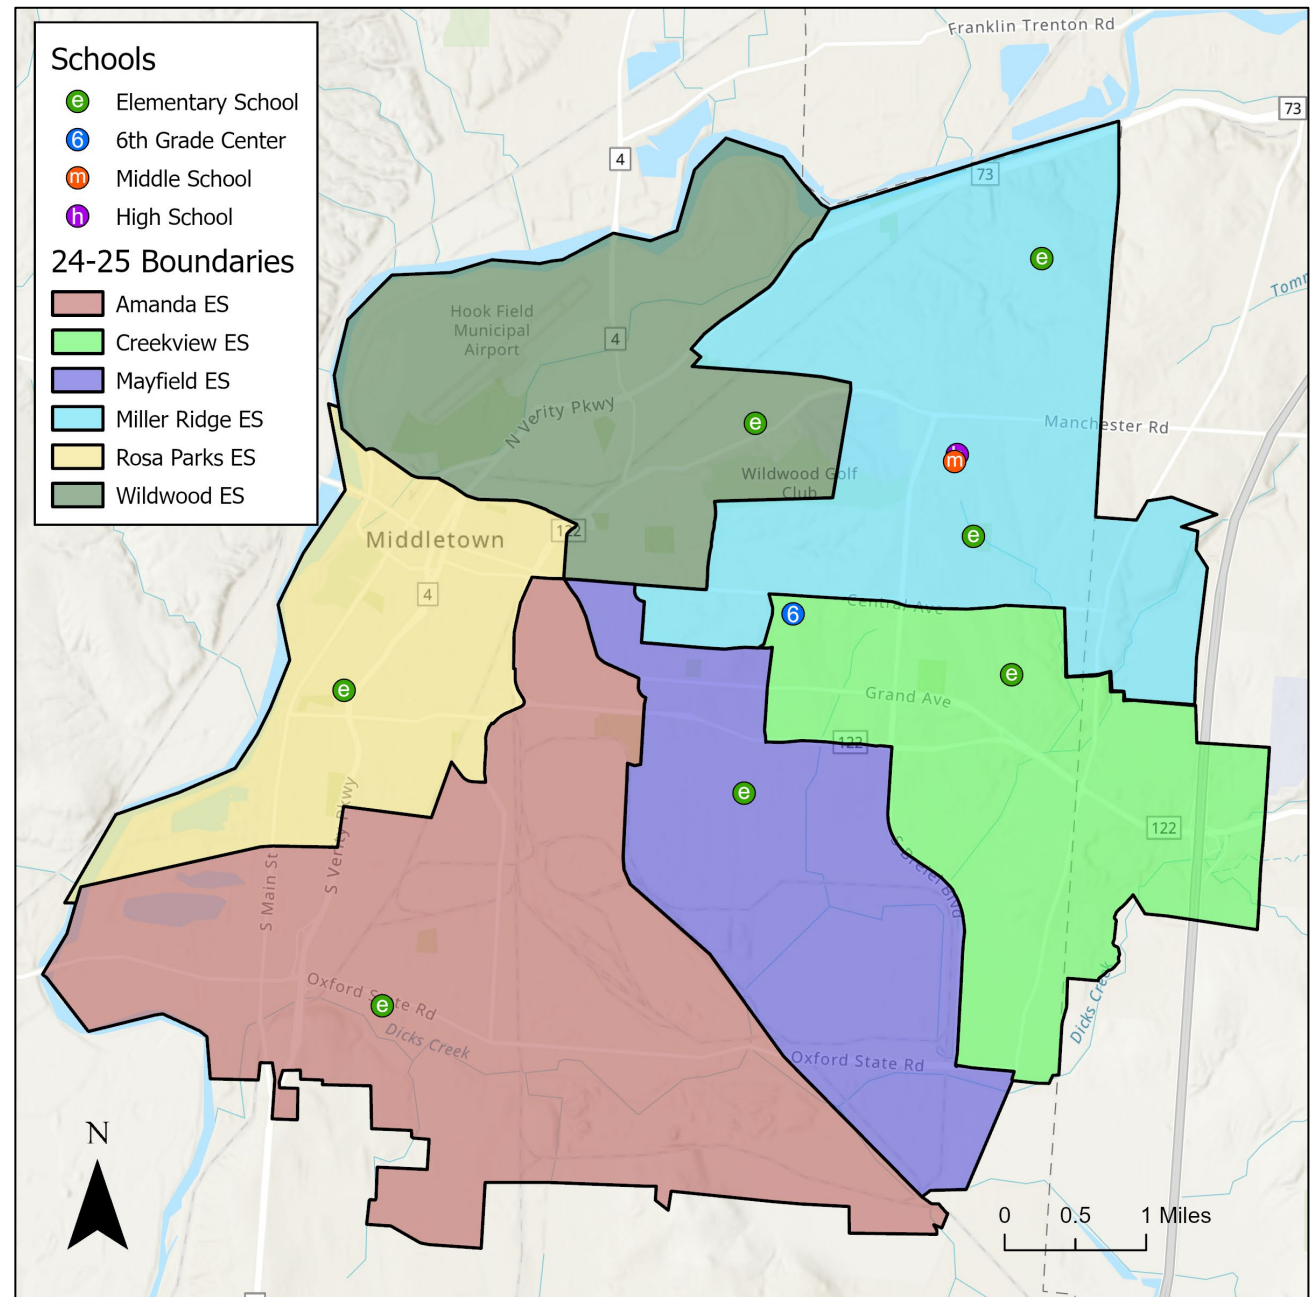 Schools
e Elementary School
6 6th Grade Center
m Middle School
h High School
24-25 Boundaries
Amanda ES
Creekview ES
Mayfield ES
Miller Ridge ES
Rosa Parks ES
Wildwood ES
Franklin Trenton Rd
73
4
73
e
Hook Field
Municipal
Airport
4
N Verity Pkwy
e
Manchester Rd
m
Wildwood Golf
Club
Middletown
122
e
4
Central Ave
6
e
e
Grand Ave
122
e
S Verity Pkwy
122
S Breiel Blvd
S Main St
Oxford State Rd
e
Dicks Creek
Dicks Creek
Oxford State Rd
N
0 0.5 1 Miles